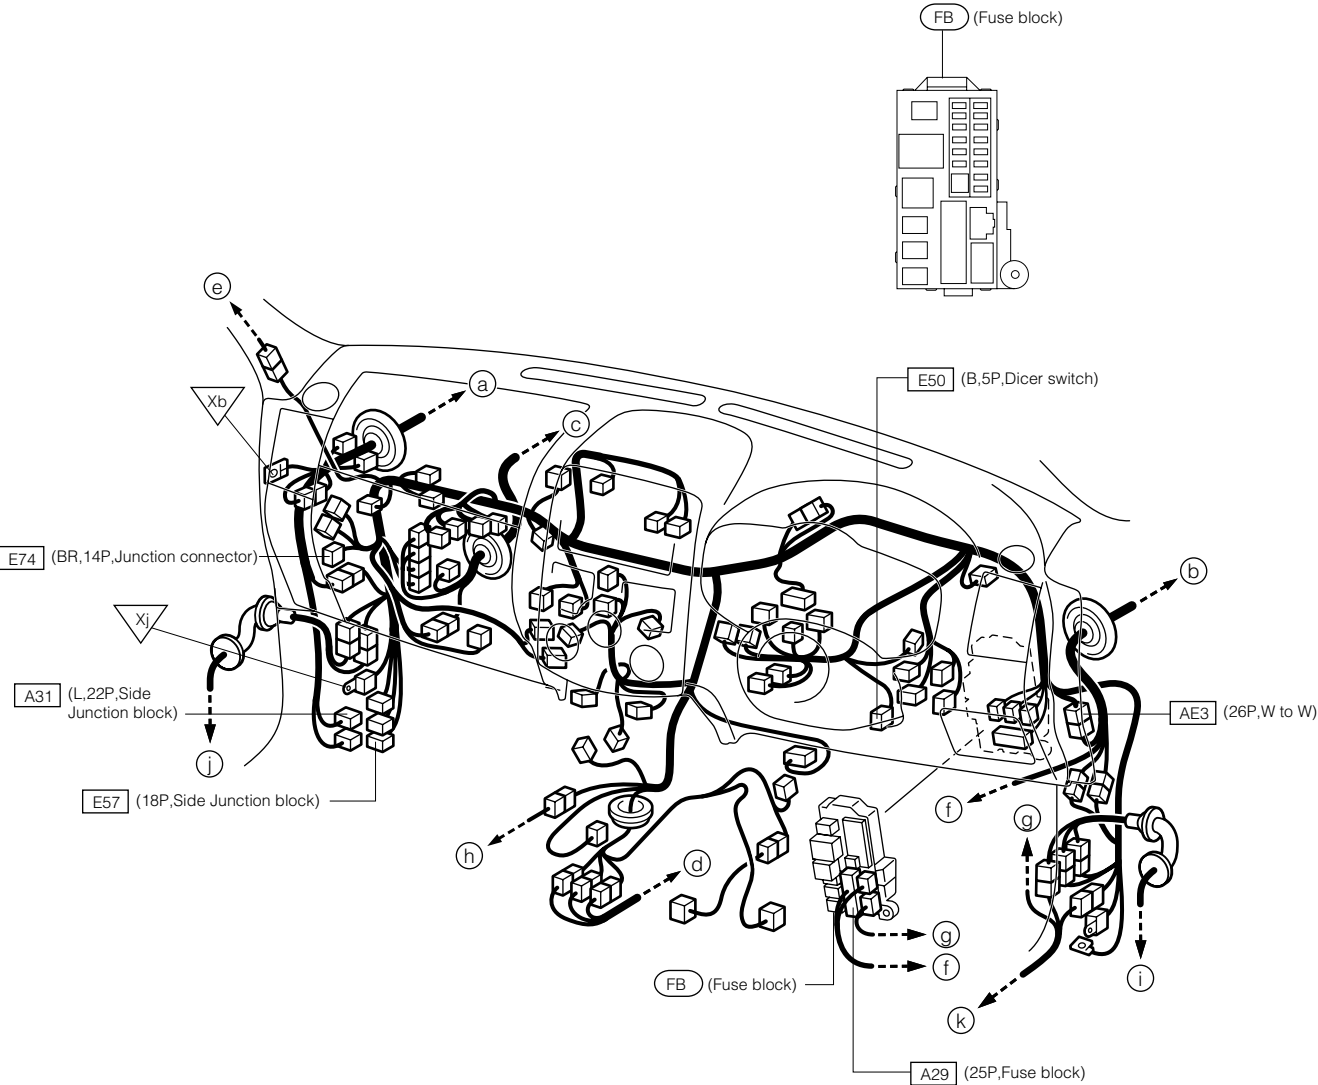 FB (Fuse block)
e
Xb
a
c
E50 (B,5P,Dicer switch)
E74 (BR,14P,Junction connector)
b
Xj
A31 (L,22P,Side
Junction block)
AE3 (26P,W to W)
j
E57 (18P,Side Junction block)
f
g
h
d
g
f
FB (Fuse block)
i
k
A29 (25P,Fuse block)